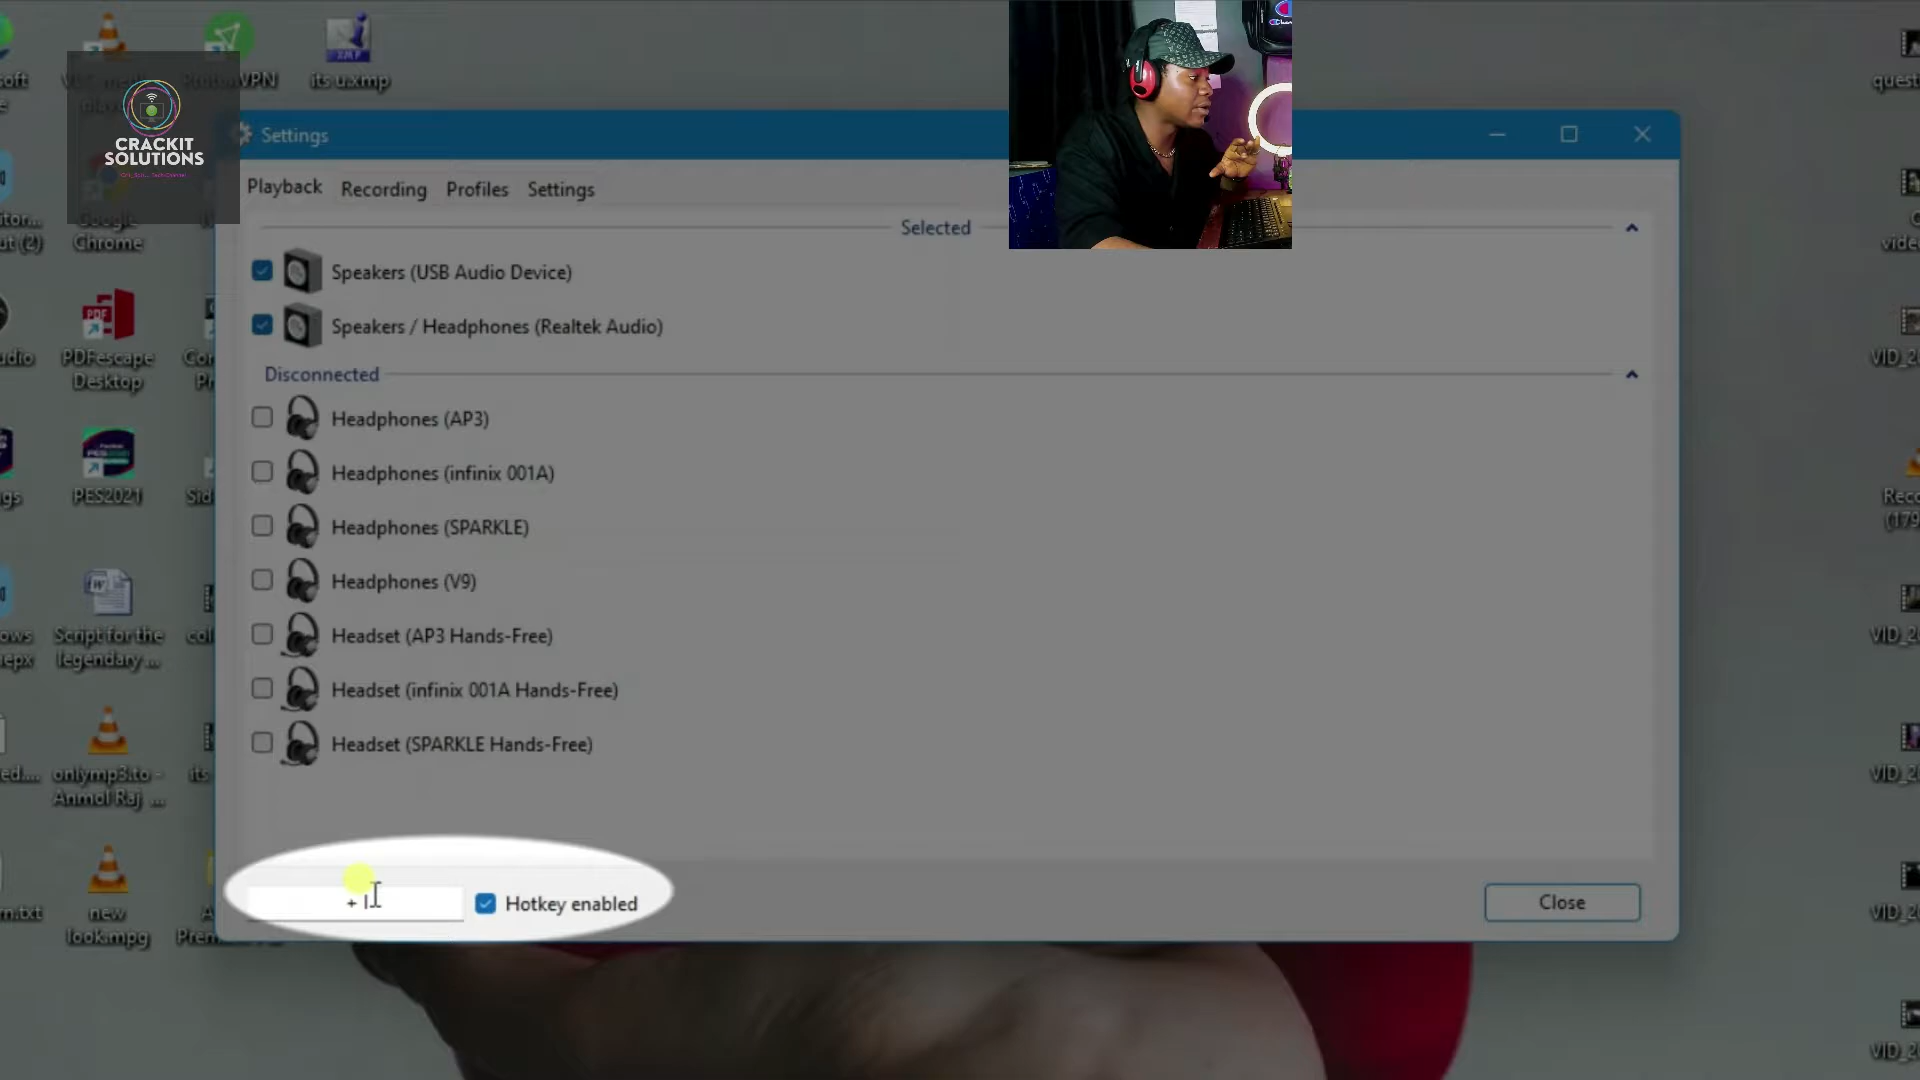 its u.xmp
CRACKIT
SOLUTIONS
Google
Chrome
PDFescape
Desktop
PES2021
Script for the
legendary ...
onlymp3.to -
Anmol Raj ...
new
look.mpg
Settings
Playback
Recording
Profiles
Settings
Selected
Speakers (USB Audio Device)
Speakers / Headphones (Realtek Audio)
Disconnected
Headphones (AP3)
Headphones (infinix 001A)
Headphones (SPARKLE)
Headphones (V9)
Headset (AP3 Hands-Free)
Headset (infinix 001A Hands-Free)
Headset (SPARKLE Hands-Free)
Hotkey enabled
Close